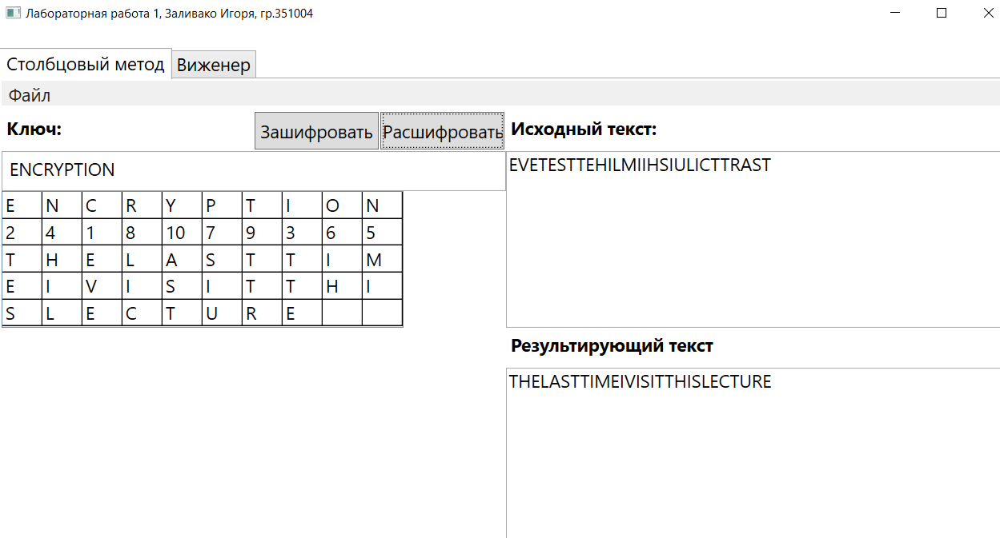 Лабораторная работа 1, Заливако Игоря, гр.351004
Столбцовый метод Виженер
Файл
Ключ: Зашифровать Расшифровать
ENCRYPTION
E N C R Y P T I O N
2 4 1 8 10 7 9 3 6 5
T H E L A S T T I M
E I V I S I T T H I
S L E C T U R E
Исходный текст:
EVETESTTEHILMIIHSIULICTTRAST
Результирующий текст
THELASTTIMEIVISITTHISLECTURE